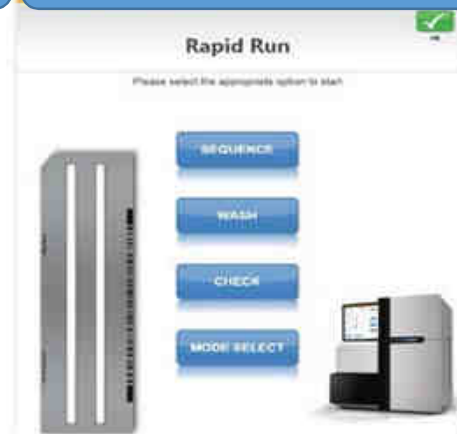 Rapid Run
Please select the appropriate option to start
SEQUENCE
WASH
CHECK
MODE SELECT